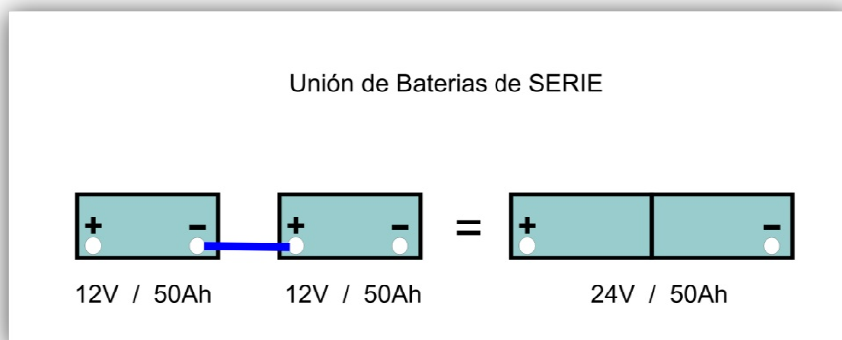 Unión de Baterias de SERIE
+ - + - = + -
12V / 50Ah 12V / 50Ah 24V / 50Ah